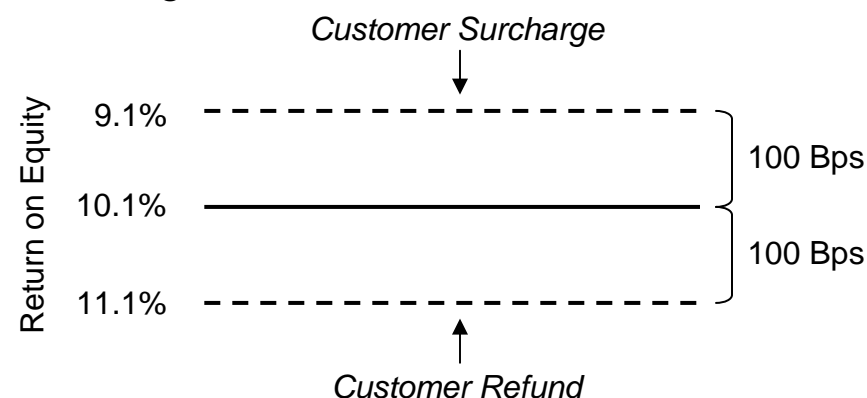 Customer Surcharge
Return on Equity
9.1%
100 Bps
10.1%
100 Bps
11.1%
Customer Refund